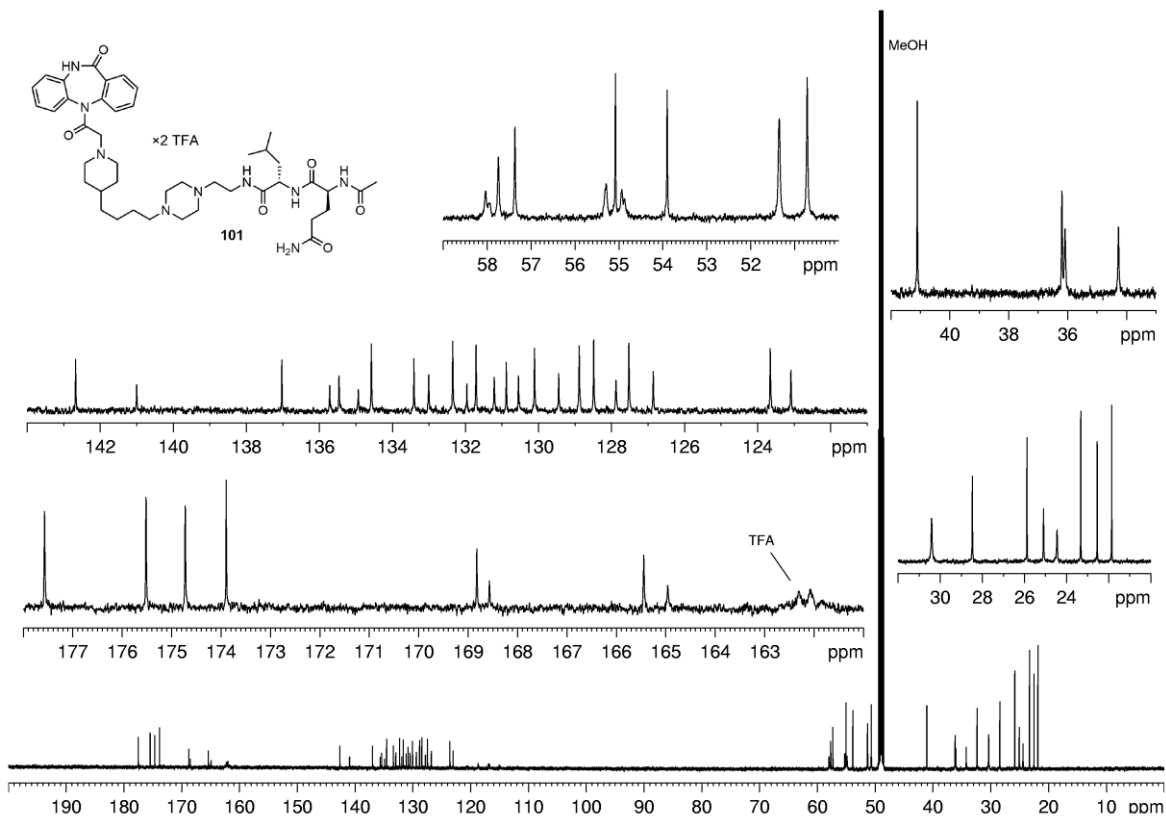 MeOH
O
HN
N
O
N
×2 TFA
N
N
H
N
O
N
H
O
H
N
O
H₂N
O
101
58 57 56 55 54 53 52 ppm
40 38 36 ppm
142 140 138 136 134 132 130 128 126 124 ppm
TFA
30 28 26 24 ppm
177 176 175 174 173 172 171 170 169 168 167 166 165 164 163 ppm
190 180 170 160 150 140 130 120 110 100 90 80 70 60 50 40 30 20 10 ppm